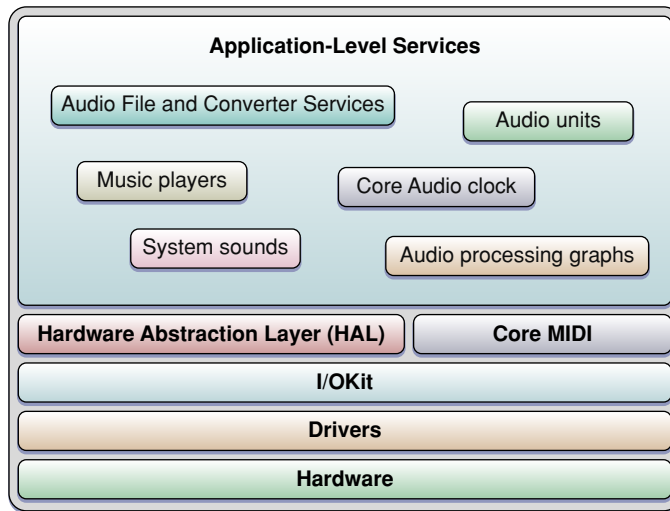 Application-Level Services
Audio File and Converter Services
Audio units
Music players
Core Audio clock
System sounds
Audio processing graphs
Hardware Abstraction Layer (HAL)
Core MIDI
I/OKit
Drivers
Hardware